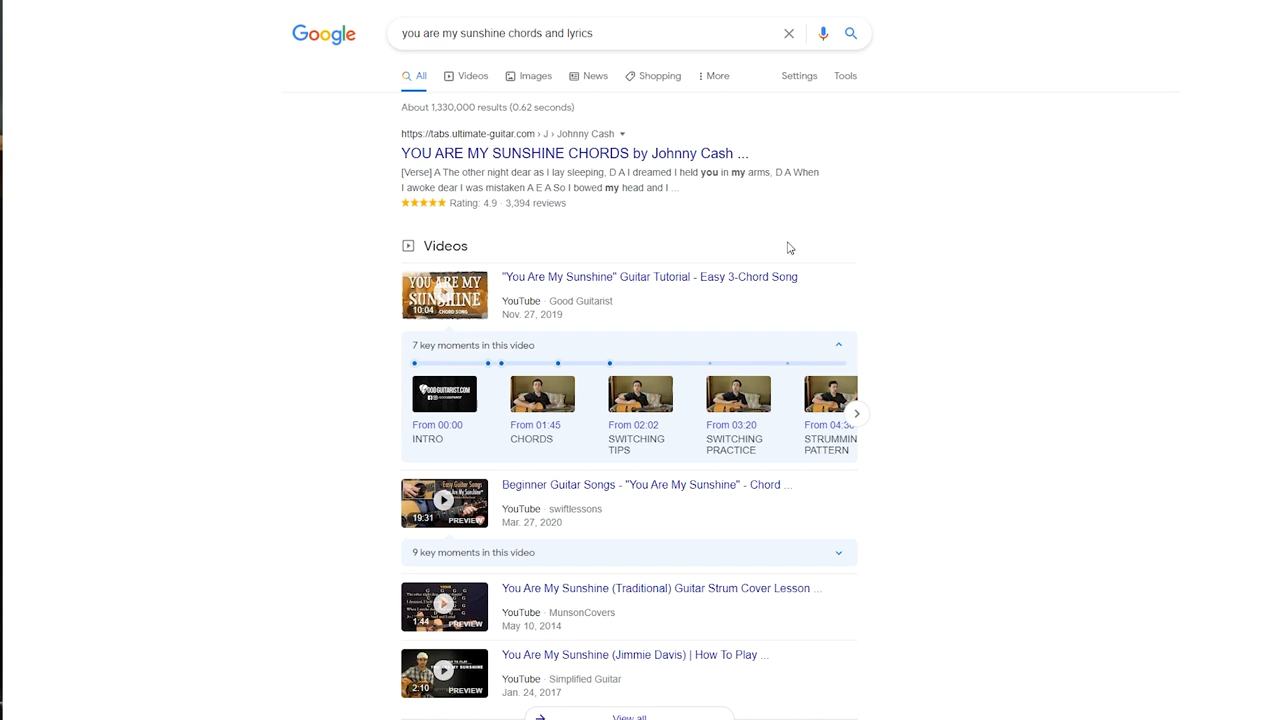 Google
you are my sunshine chords and lyrics
All
Videos
Images
News
Shopping
More
Settings
Tools
About 1,330,000 results (0.62 seconds)
https://tabs.ultimate-guitar.com › J › Johnny Cash
YOU ARE MY SUNSHINE CHORDS by Johnny Cash ...
[Verse] A The other night dear as I lay sleeping, D A I dreamed I held you in my arms, D A When
I awoke dear I was mistaken A E A So I bowed my head and I ...
Rating: 4.9 · 3,394 reviews
Videos
YOU ARE MY
SUNSHINE
10:04
-CHORD SONG
"You Are My Sunshine" Guitar Tutorial - Easy 3-Chord Song
YouTube · Good Guitarist
Nov. 27, 2019
7 key moments in this video
From 00:00
INTRO
From 01:45
CHORDS
From 02:02
SWITCHING
TIPS
From 03:20
SWITCHING
PRACTICE
From 04:30
STRUMMIN
PATTERN
Easy Guitar Songs
19:31
PREVIEW
Beginner Guitar Songs - "You Are My Sunshine" - Chord ...
YouTube · swiftlessons
Mar. 27, 2020
9 key moments in this video
1:44
PREVIEW
You Are My Sunshine (Traditional) Guitar Strum Cover Lesson ...
YouTube · MunsonCovers
May 10, 2014
2:10
PREVIEW
You Are My Sunshine (Jimmie Davis) | How To Play ...
YouTube · Simplified Guitar
Jan. 24, 2017
View all